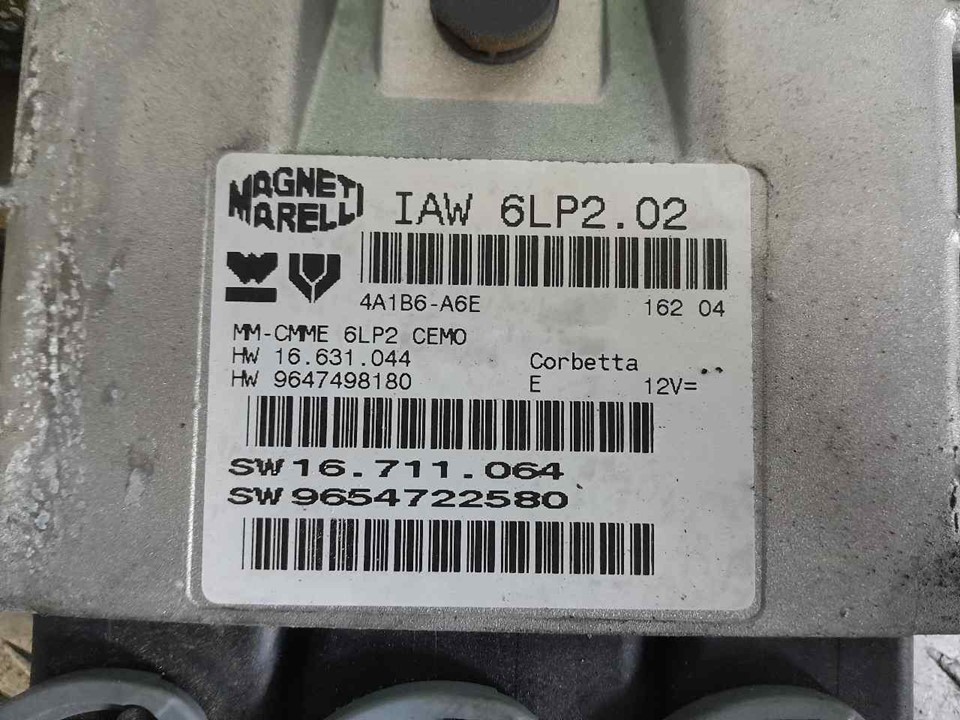 MAGNETI
MARELLI
IAW 6LP2.02
4A1B6-A6E 162 04
MM-CMME 6LP2 CEMO
HW 16.631.044 Corbetta
HW 9647498180 E 12V=
SW 16.711.064
SW 9654722580